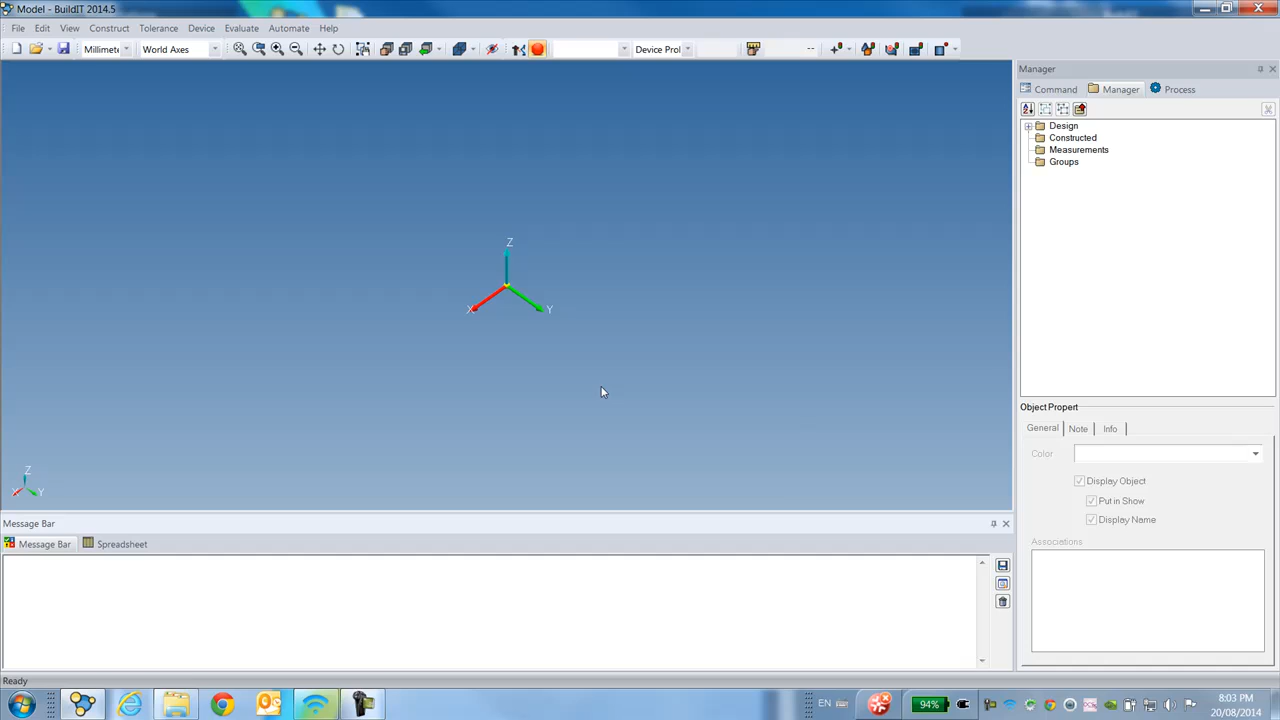 Model - BuildIT 2014.5
File Edit View Construct Tolerance Device Evaluate Automate Help
Millimete World Axes Device Prol --
Z
X
Y
Z
X
Y
Manager
Command Manager Process
Design
Constructed
Measurements
Groups
Object Propert
General Note Info
Color
Display Object
Put in Show
Display Name
Associations
Message Bar
Message Bar Spreadsheet
Ready
EN 94% 8:03 PM
20/08/2014